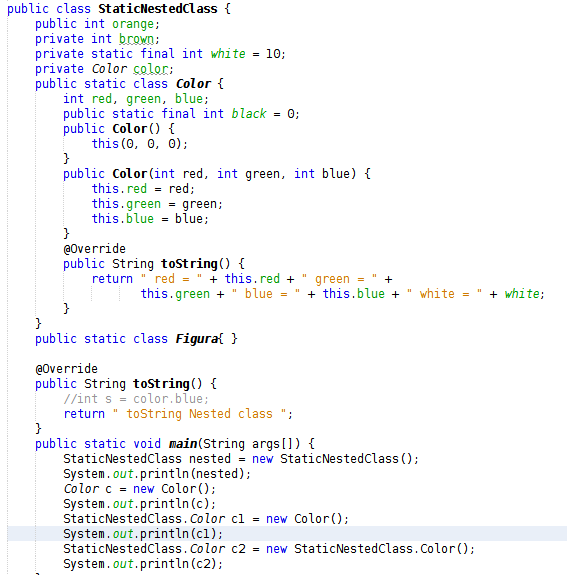 public class StaticNestedClass {
    public int orange;
    private int brown;
    private static final int white = 10;
    private Color color;
    public static class Color {
        int red, green, blue;
        public static final int black = 0;
        public Color() {
            this(0, 0, 0);
        }
        public Color(int red, int green, int blue) {
            this.red = red;
            this.green = green;
            this.blue = blue;
        }
        @Override
        public String toString() {
            return " red = " + this.red + " green = " +
                   this.green + " blue = " + this.blue + " white = " + white;
        }
    }
    public static class Figura{ }

    @Override
    public String toString() {
        //int s = color.blue;
        return " toString Nested class ";
    }
    public static void main(String args[]) {
        StaticNestedClass nested = new StaticNestedClass();
        System.out.println(nested);
        Color c = new Color();
        System.out.println(c);
        StaticNestedClass.Color c1 = new Color();
        System.out.println(c1);
        StaticNestedClass.Color c2 = new StaticNestedClass.Color();
        System.out.println(c2);